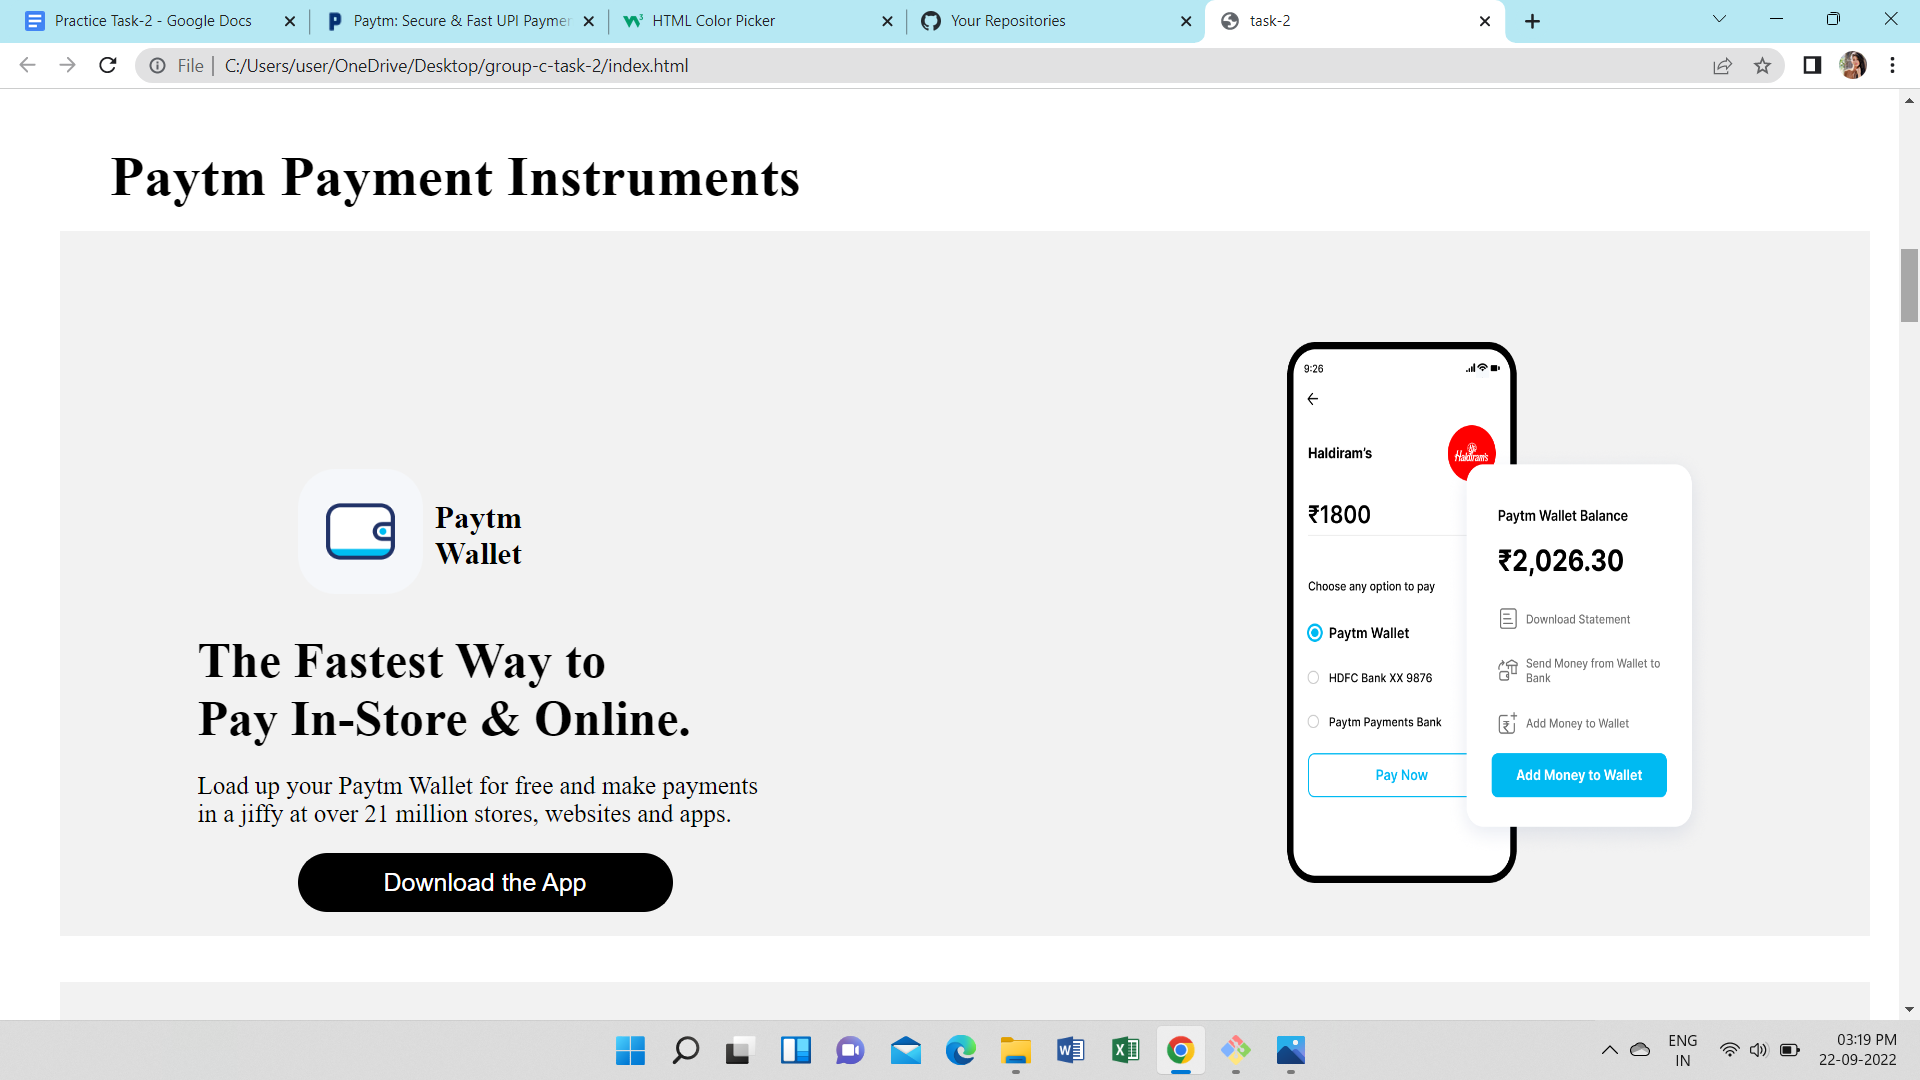 Practice Task-2 - Google Docs
Paytm: Secure & Fast UPI Paymen
HTML Color Picker
Your Repositories
task-2
File
C:/Users/user/OneDrive/Desktop/group-c-task-2/index.html
Paytm Payment Instruments
Paytm
Wallet
The Fastest Way to
Pay In-Store & Online.
Load up your Paytm Wallet for free and make payments
in a jiffy at over 21 million stores, websites and apps.
Download the App
9:26
Haldiram's
Haldiram's
₹1800
Choose any option to pay
Paytm Wallet
HDFC Bank XX 9876
Paytm Payments Bank
Pay Now
Paytm Wallet Balance
₹2,026.30
Download Statement
Send Money from Wallet to
Bank
Add Money to Wallet
Add Money to Wallet
ENG
IN
03:19 PM
22-09-2022